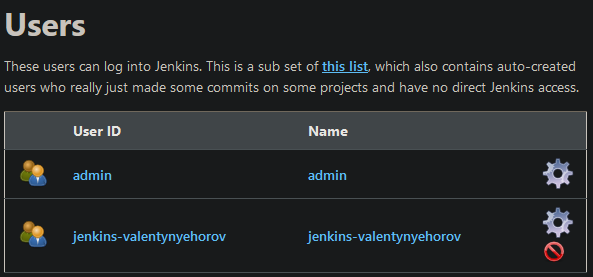 Users
These users can log into Jenkins. This is a sub set of this list, which also contains auto-created
users who really just made some commits on some projects and have no direct Jenkins access.
User ID Name
admin admin
jenkins-valentynyehorov jenkins-valentynyehorov